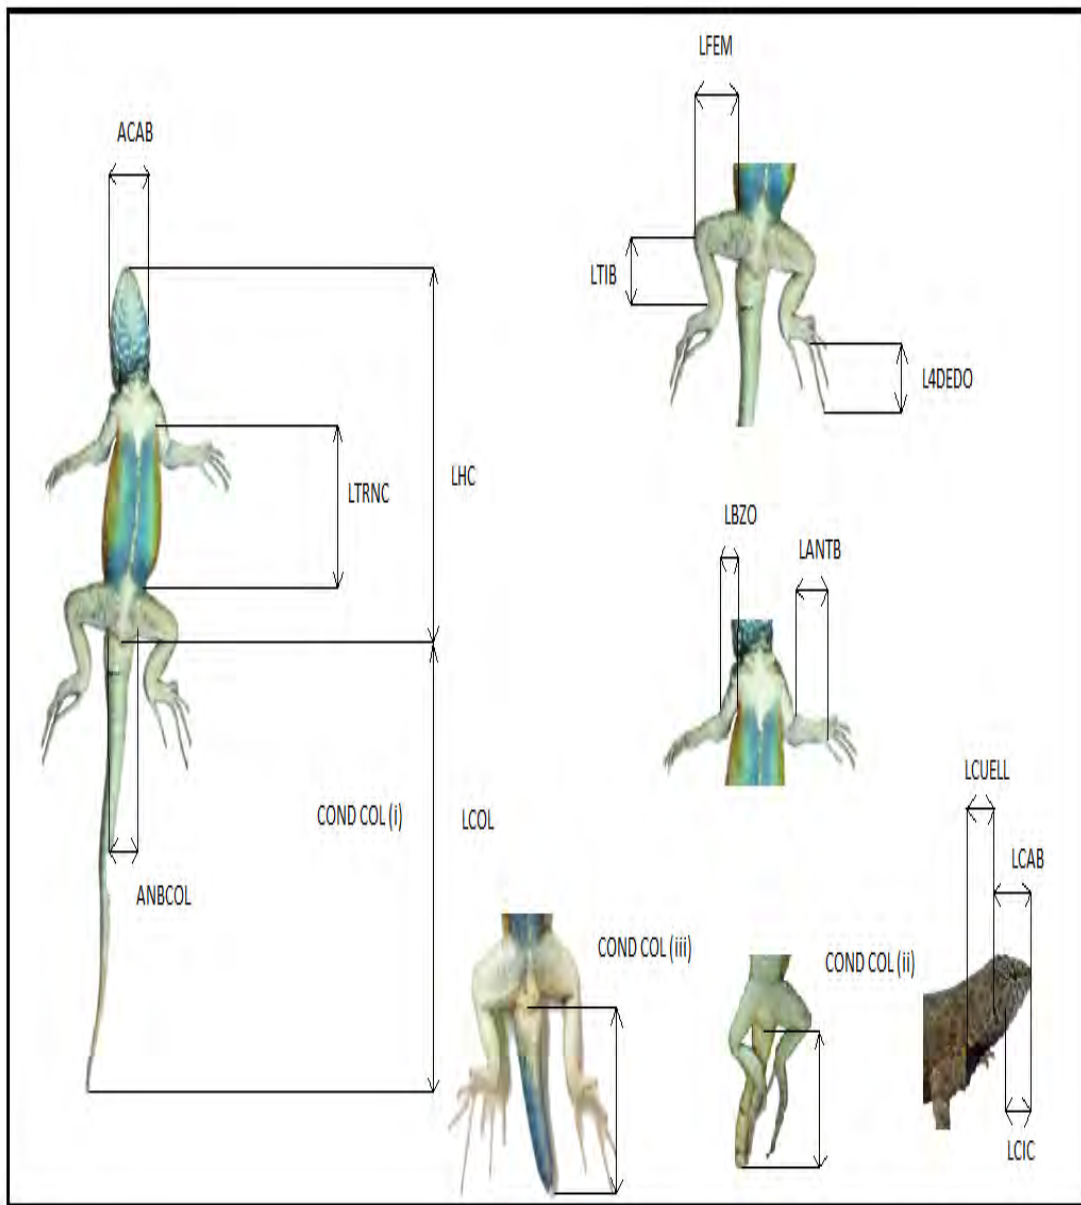 LFEM
ACAB
LTIB
L4DEDO
LHC
LTRNC
LBZO
LANTB
LCUELL
COND COL (i)
LCOL
LCAB
ANBCOL
COND COL (iii)
COND COL (ii)
LCIC